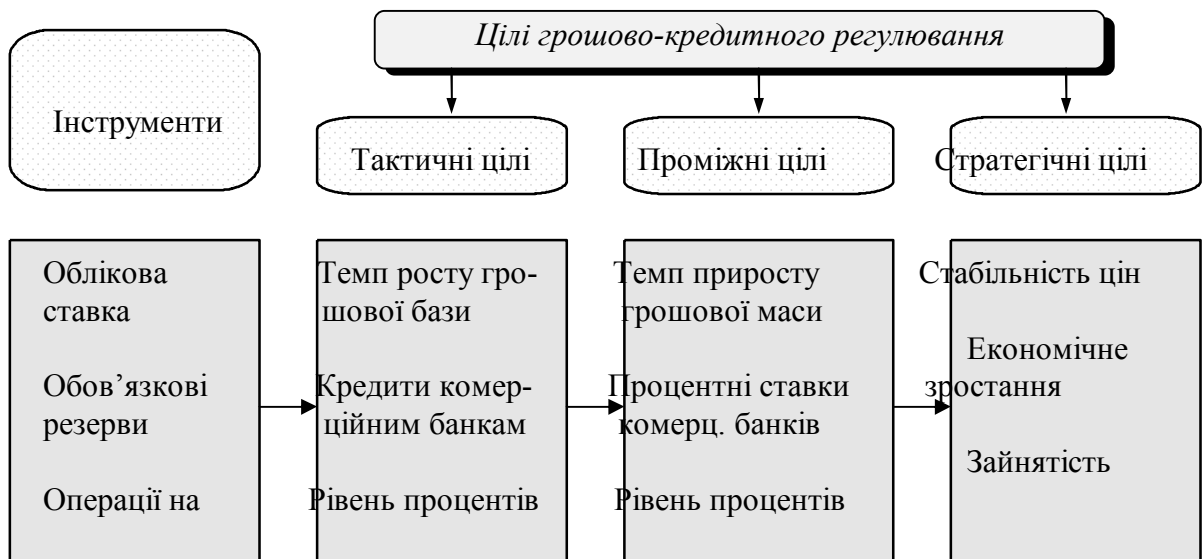 Цілі грошово-кредитного регулювання
Інструменти
Тактичні цілі
Проміжні цілі
Стратегічні цілі
Облікова
ставка
Обов’язкові
резерви
Операції на
Темп росту гро-
шової бази
Кредити комер-
ційним банкам
Рівень процентів
Темп приросту
грошової маси
Процентні ставки
комерц. банків
Рівень процентів
Стабільність цін
Економічне
зростання
Зайнятість